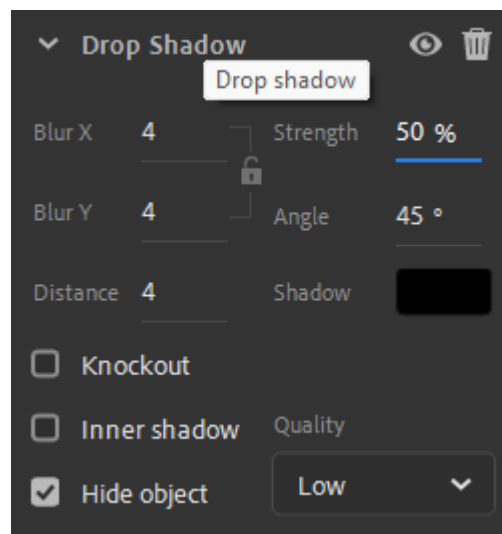 Drop Shadow
Drop shadow
Blur X 4 Strength 50 %
Blur Y 4 Angle 45 °
Distance 4 Shadow
Knockout
Inner shadow Quality
Hide object Low